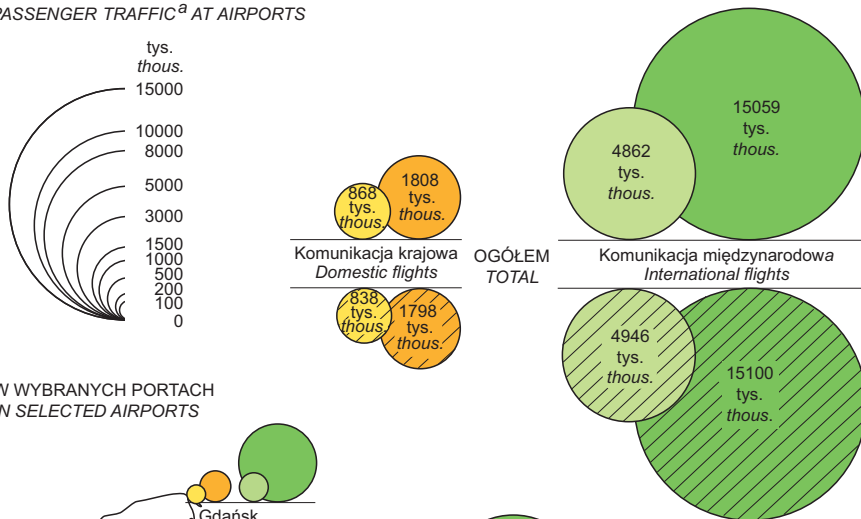 PASSENGER TRAFFICᵃ AT AIRPORTS
tys.
thous.
15000
10000
8000
5000
3000
1500
1000
500
200
100
0
868
tys.
thous.
1808
tys.
thous.
4862
tys.
thous.
15059
tys.
thous.
Komunikacja krajowa
Domestic flights
OGÓŁEM
TOTAL
Komunikacja międzynarodowa
International flights
838
tys.
thous.
1798
tys.
thous.
4946
tys.
thous.
15100
tys.
thous.
W WYBRANYCH PORTACH
IN SELECTED AIRPORTS
Gdańsk